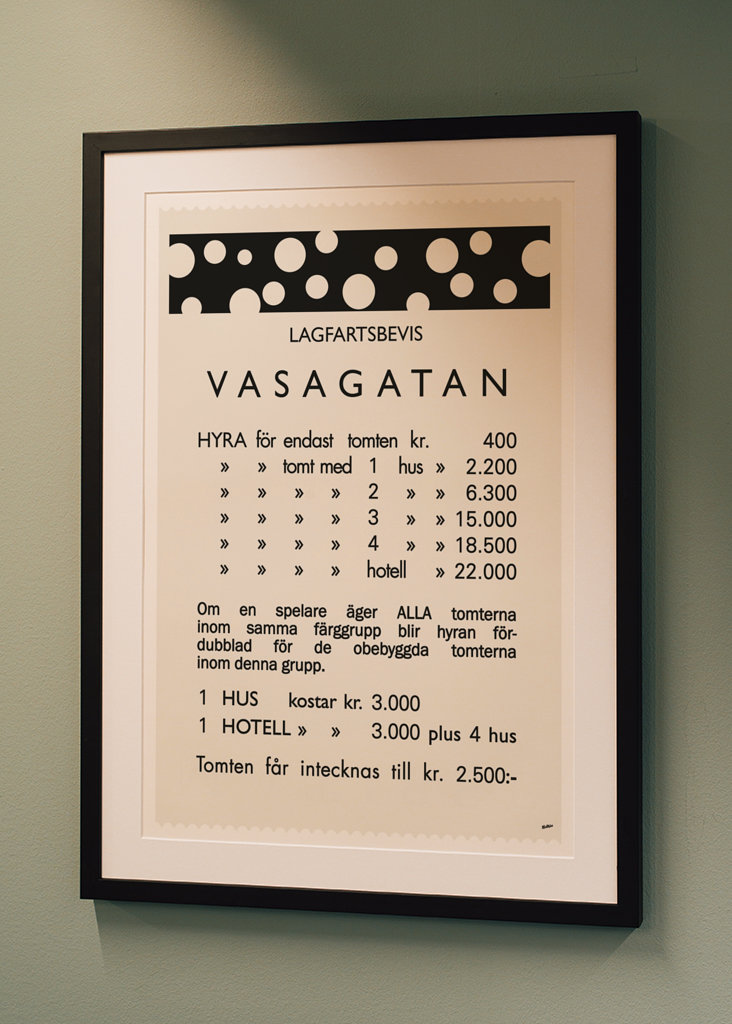 LAGFARTSBEVIS
VASAGATAN
HYRA för endast tomten kr. 400
» » tomt med 1 hus » 2.200
» » » » 2 » » 6.300
» » » » 3 » » 15.000
» » » » 4 » » 18.500
» » » » hotell » 22.000
Om en spelare äger ALLA tomterna
inom samma färggrupp blir hyran för-
dubblad för de obebyggda tomterna
inom denna grupp.
1 HUS kostar kr. 3.000
1 HOTELL » » 3.000 plus 4 hus
Tomten får intecknas till kr. 2.500:-